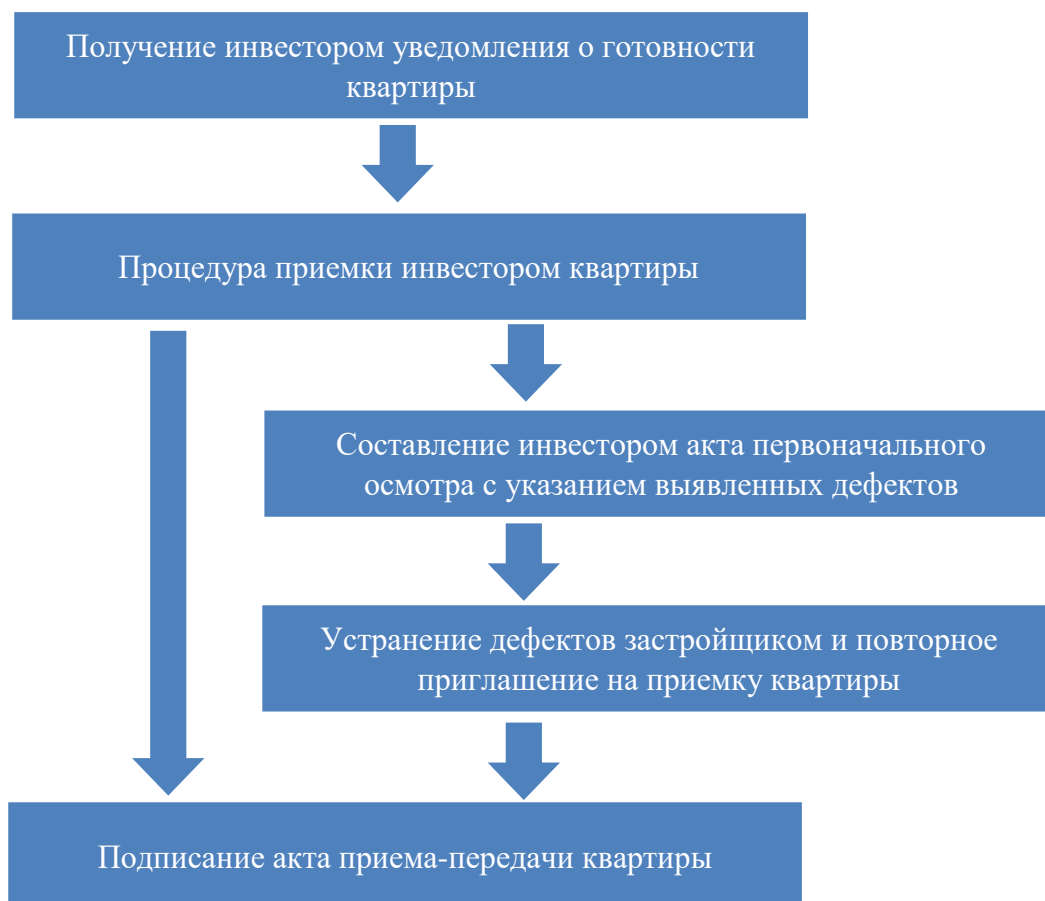 Получение инвестором уведомления о готовности
квартиры
Процедура приемки инвестором квартиры
Составление инвестором акта первоначального
осмотра с указанием выявленных дефектов
Устранение дефектов застройщиком и повторное
приглашение на приемку квартиры
Подписание акта приема-передачи квартиры